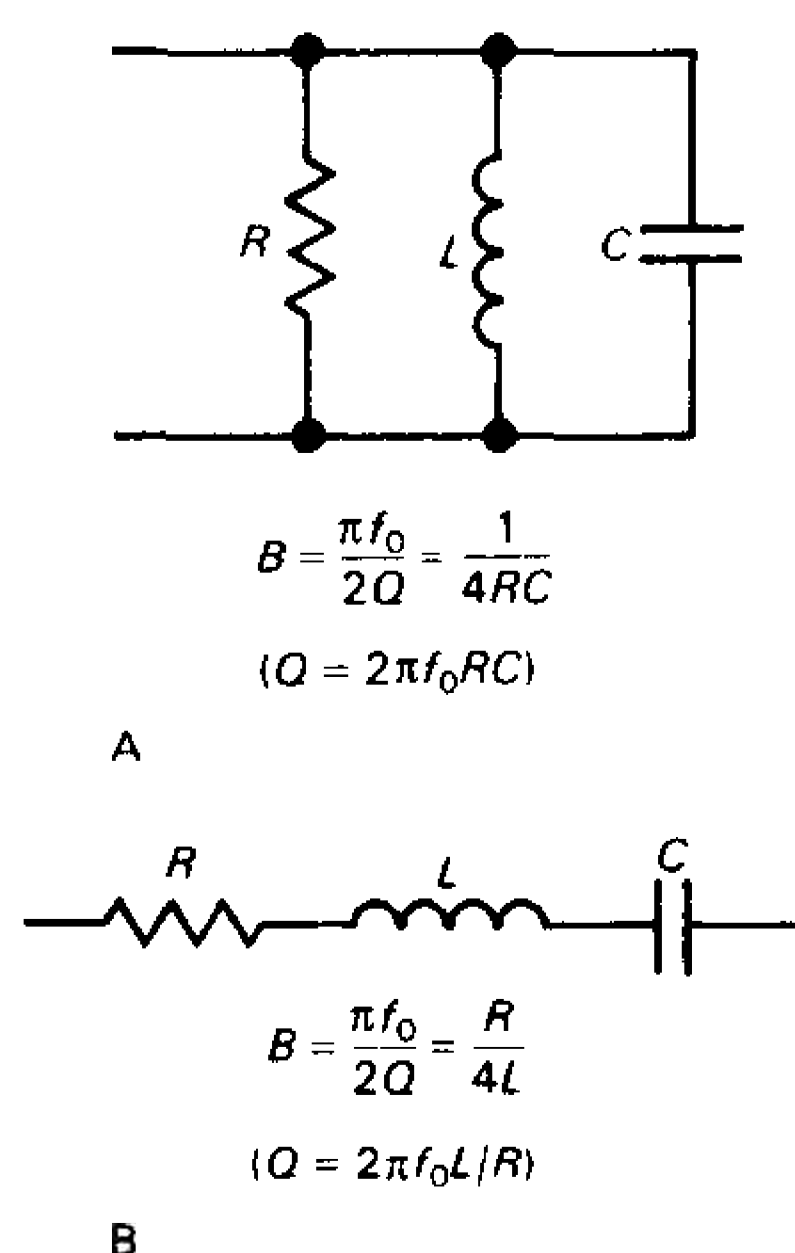 R L C
B = πf₀/2Q = 1/4RC
(Q = 2πf₀RC)
A
R L C
B = πf₀/2Q = R/4L
(Q = 2πf₀L/R)
B